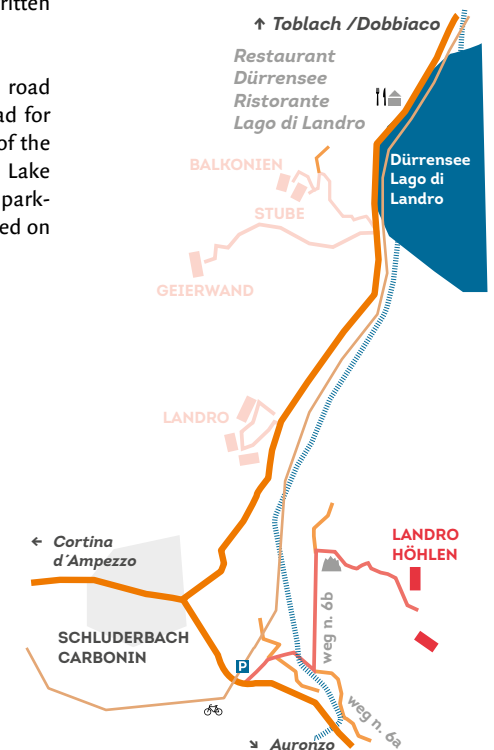 ritten
road
ad for
of the
Lake
park-
ed on
↑ Toblach /Dobbiaco
Restaurant
Dürrensee
Ristorante
Lago di Landro
Dürrensee
Lago di
Landro
BALKONIEN
STUBE
GEIERWAND
LANDRO
← Cortina
d´Ampezzo
LANDRO
HÖHLEN
SCHLUDERBACH
CARBONIN
weg n. 6b
P
weg n. 6a
↘ Auronzo